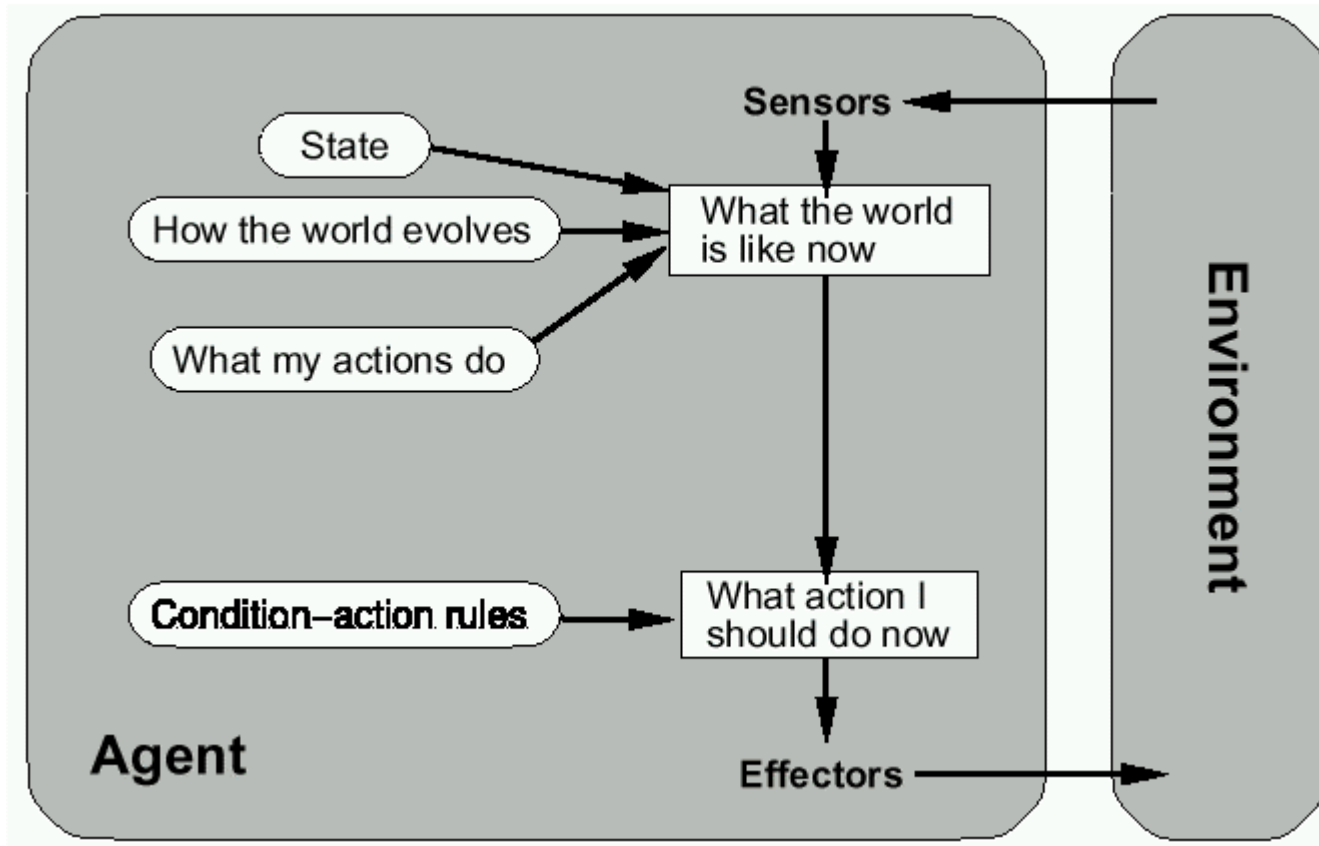 Sensors
State
What the world
is like now
How the world evolves
What my actions do
Environment
Condition–action rules
What action I
should do now
Agent
Effectors